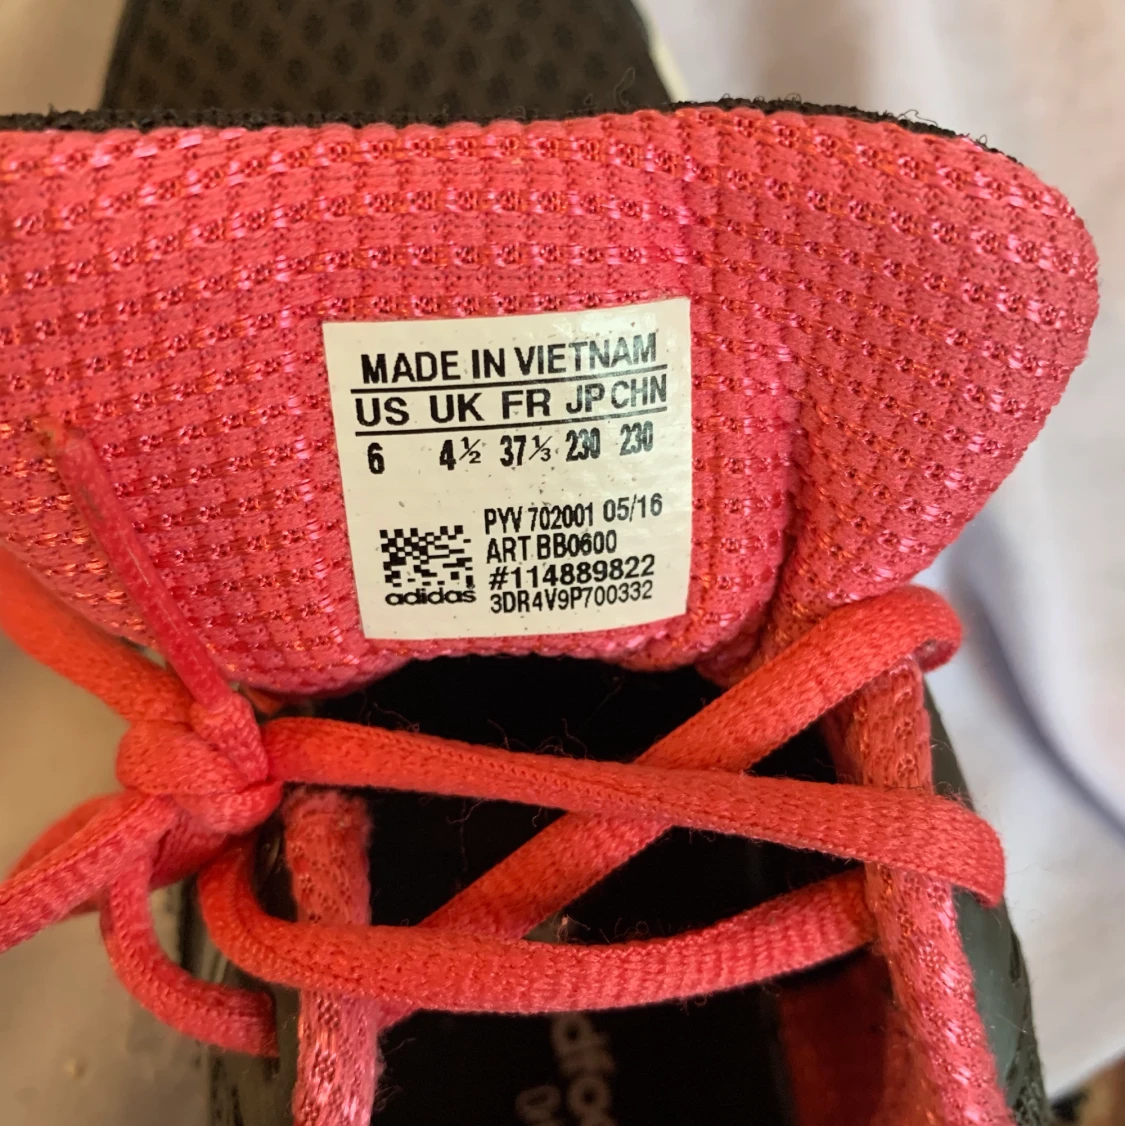 MADE IN VIETNAM
US UK FR JP CHN
6 4½ 37⅓ 230 230
PYV 702001 05/16
ART BB0600
#114889822
3DR4V9P700332
adidas